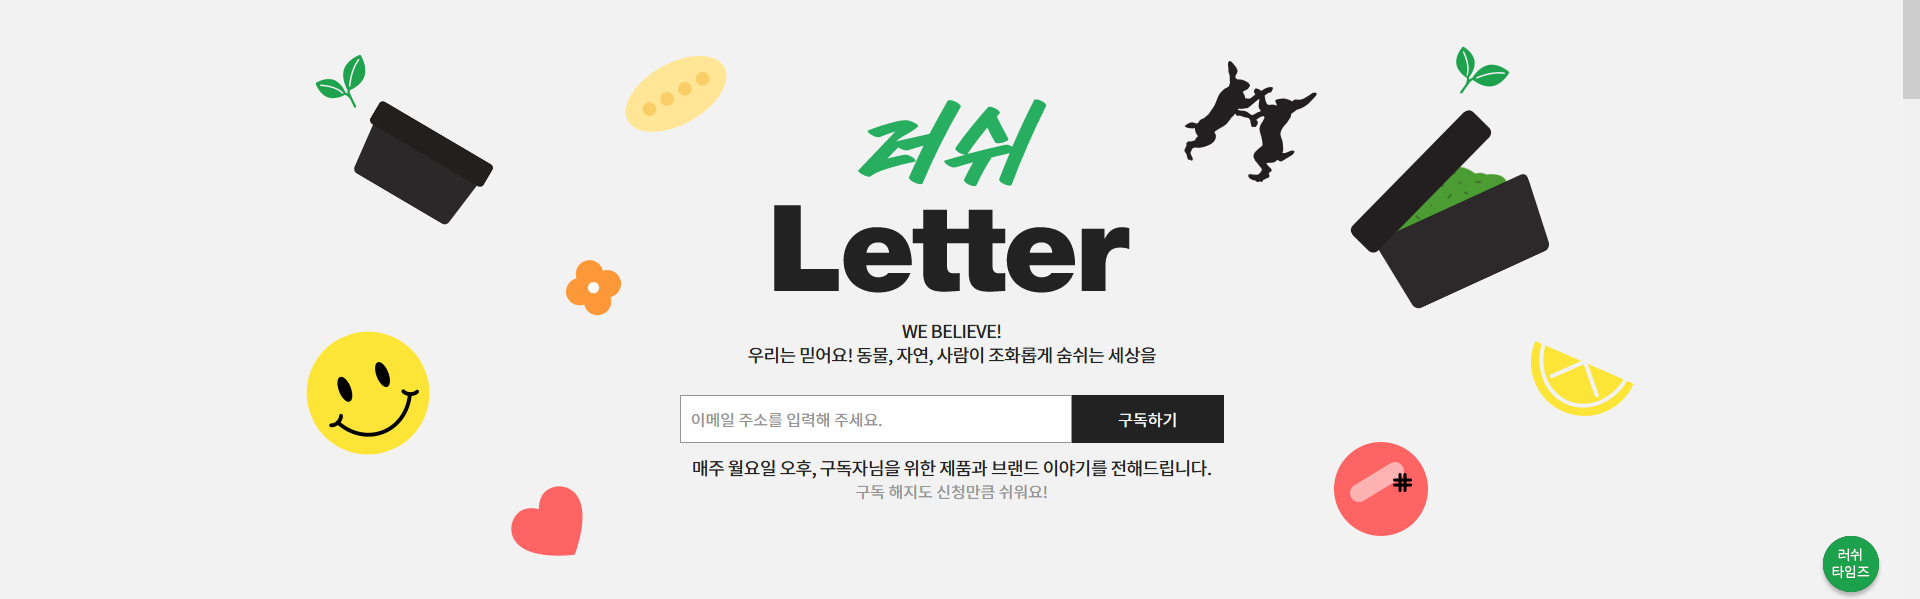 러쉬
Letter
WE BELIEVE!
우리는 믿어요! 동물, 자연, 사람이 조화롭게 숨쉬는 세상을
이메일 주소를 입력해 주세요.
구독하기
매주 월요일 오후, 구독자님을 위한 제품과 브랜드 이야기를 전해드립니다.
구독 해지도 신청만큼 쉬워요!
러쉬
타임즈